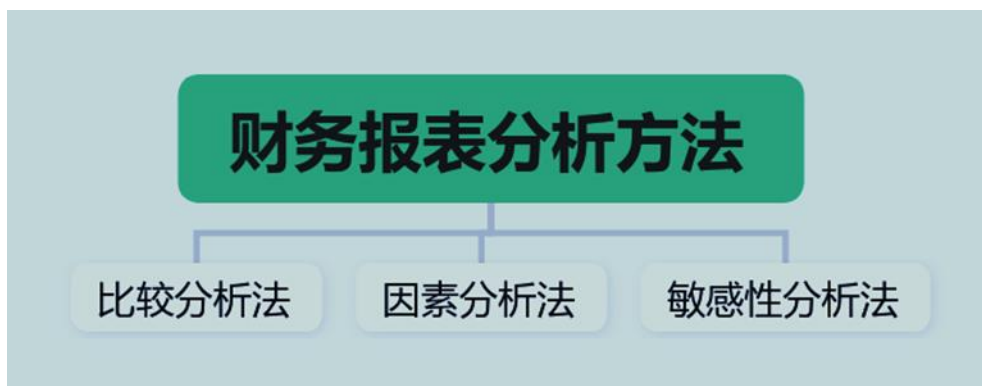 财务报表分析方法
比较分析法
因素分析法
敏感性分析法